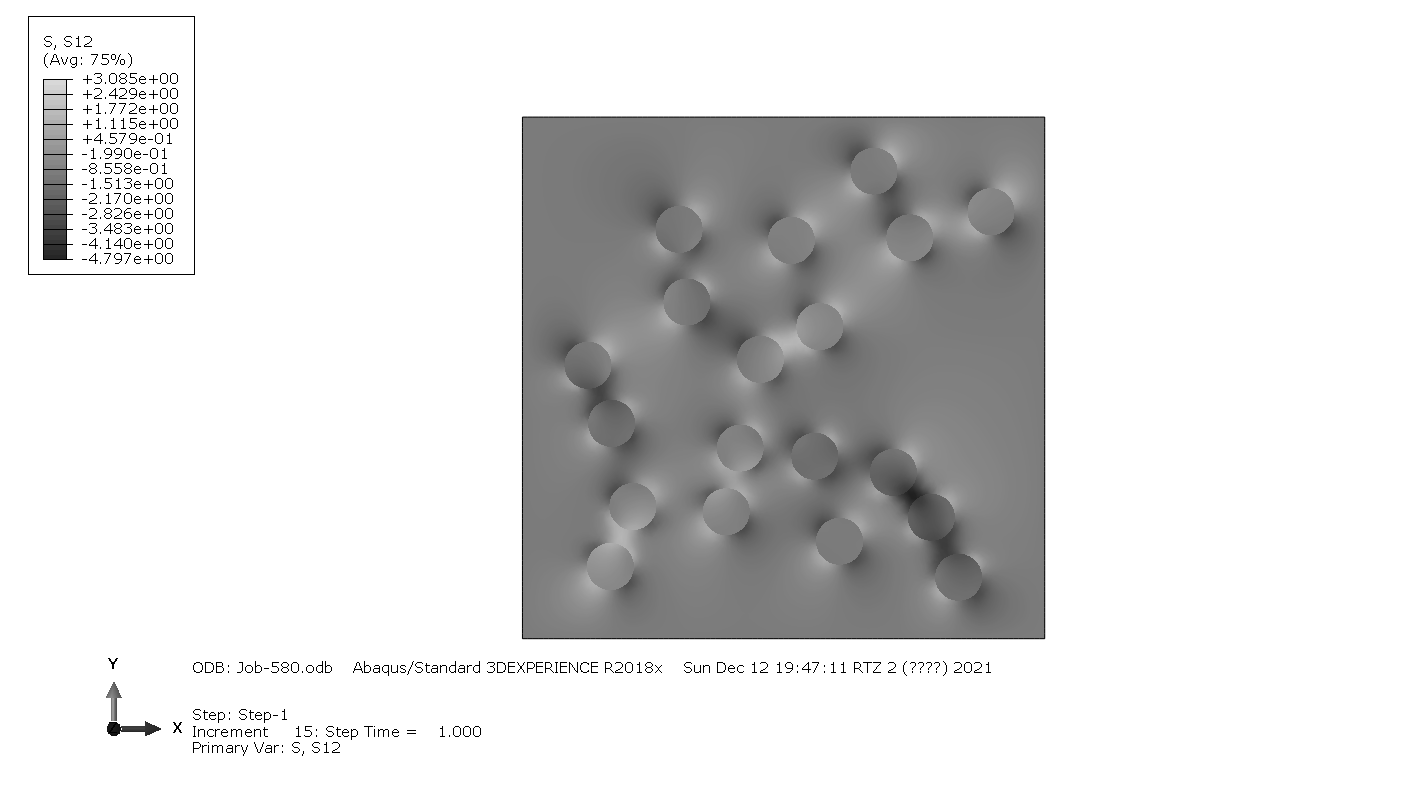 S, S12
(Avg: 75%)
+3.085e+00
+2.429e+00
+1.772e+00
+1.115e+00
+4.579e-01
-1.990e-01
-8.558e-01
-1.513e+00
-2.170e+00
-2.826e+00
-3.483e+00
-4.140e+00
-4.797e+00
Y
X
ODB: Job-580.odb    Abaqus/Standard 3DEXPERIENCE R2018x    Sun Dec 12 19:47:11 RTZ 2 (????) 2021
Step: Step-1
Increment     15: Step Time =    1.000
Primary Var: S, S12